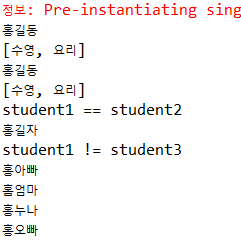 정보: Pre-instantiating sing
홍길동
[수영, 요리]
홍길동
[수영, 요리]
student1 == student2
홍길자
student1 != student3
홍아빠
홈엄마
홍누나
홍오빠